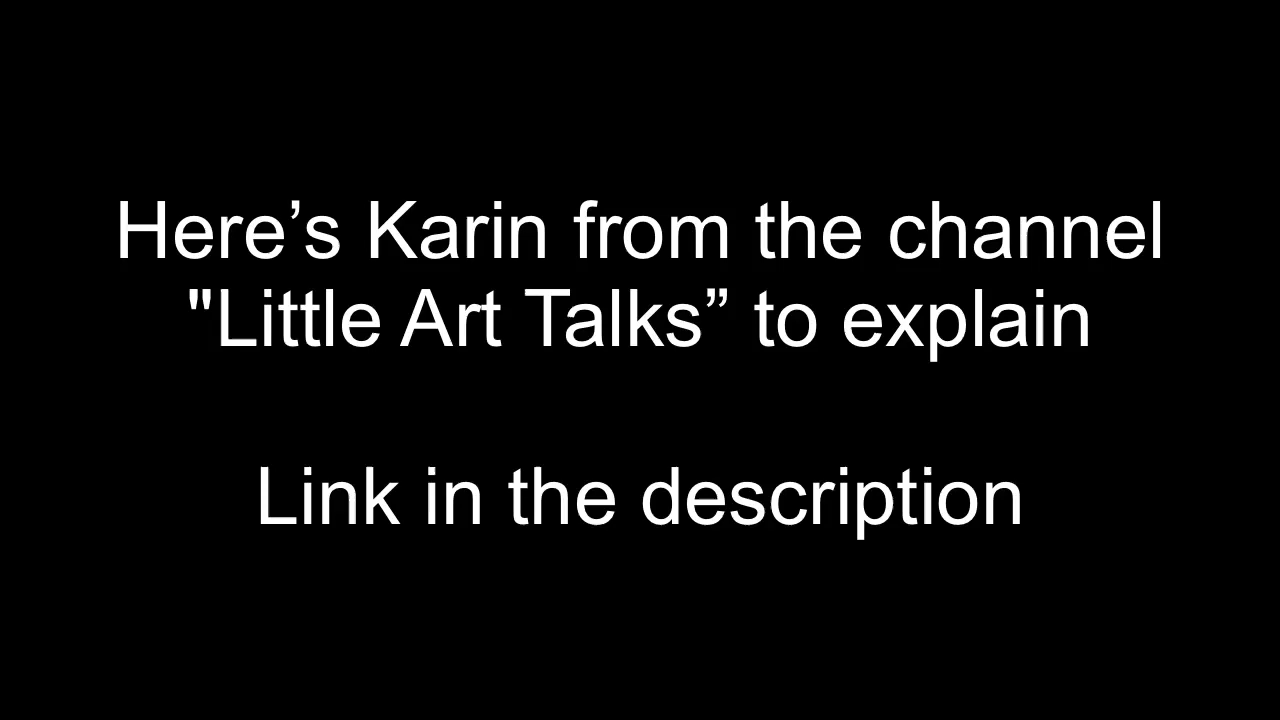 Here’s Karin from the channel
"Little Art Talks” to explain
Link in the description